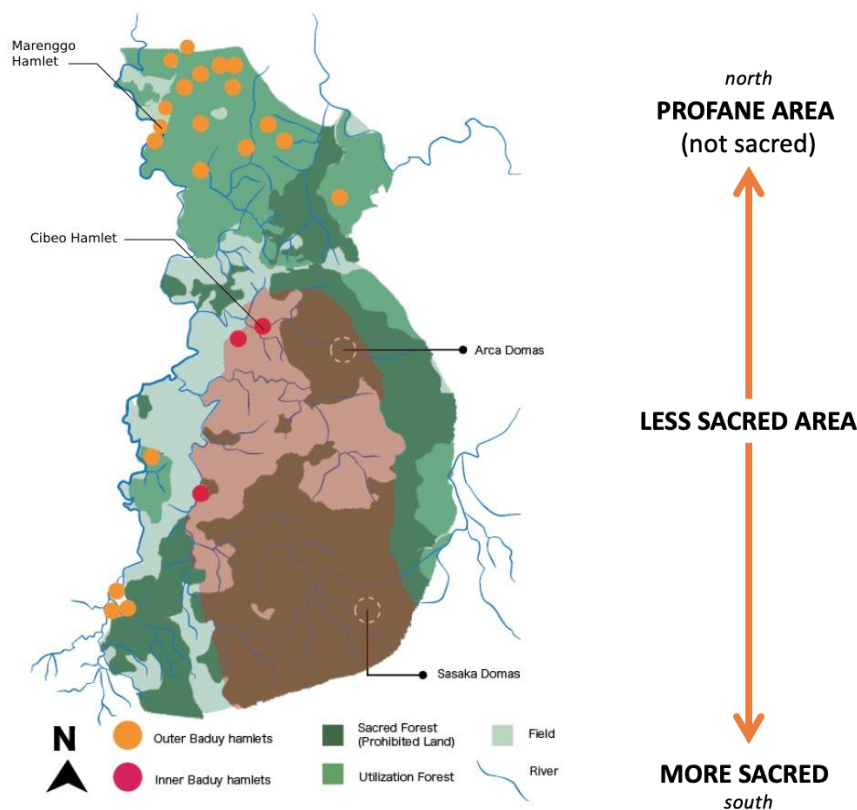 Marenggo
Hamlet
Cibeo Hamlet
Arca Domas
Sasaka Domas
north
PROFANE AREA
(not sacred)
LESS SACRED AREA
MORE SACRED
south
N
Outer Baduy hamlets
Inner Baduy hamlets
Sacred Forest
(Prohibited Land)
Utilization Forest
Field
River